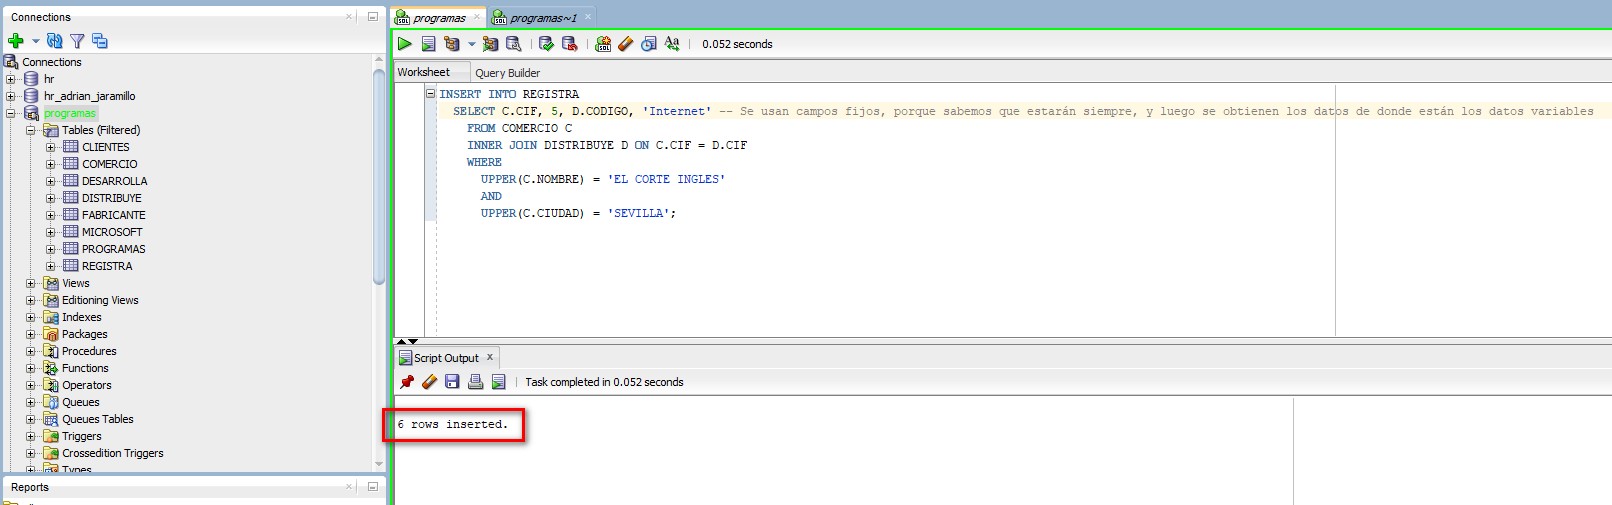 Connections
Connections
hr
hr_adrian_jaramillo
programas
Tables (Filtered)
CLIENTES
COMERCIO
DESARROLLA
DISTRIBUYE
FABRICANTE
MICROSOFT
PROGRAMAS
REGISTRA
Views
Editioning Views
Indexes
Packages
Procedures
Functions
Operators
Queues
Queues Tables
Triggers
Crossedition Triggers
Types
Reports
programas
programas~1
0.052 seconds
Worksheet
Query Builder
INSERT INTO REGISTRA
SELECT C.CIF, 5, D.CODIGO, 'Internet' -- Se usan campos fijos, porque sabemos que estarán siempre, y luego se obtienen los datos de donde están los datos variables
FROM COMERCIO C
INNER JOIN DISTRIBUYE D ON C.CIF = D.CIF
WHERE
UPPER(C.NOMBRE) = 'EL CORTE INGLES'
AND
UPPER(C.CIUDAD) = 'SEVILLA';
Script Output
Task completed in 0.052 seconds
6 rows inserted.